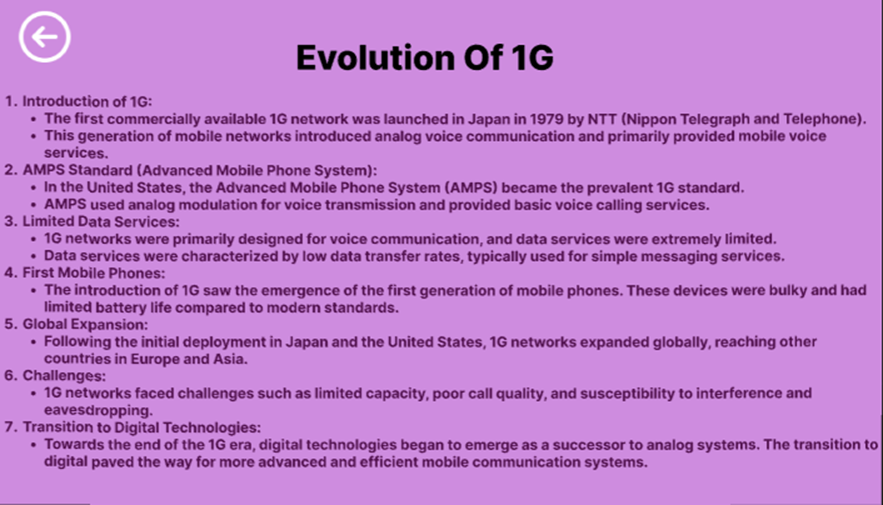 Evolution Of 1G
1. Introduction of 1G:
• The first commercially available 1G network was launched in Japan in 1979 by NTT (Nippon Telegraph and Telephone).
• This generation of mobile networks introduced analog voice communication and primarily provided mobile voice
services.
2. AMPS Standard (Advanced Mobile Phone System):
• In the United States, the Advanced Mobile Phone System (AMPS) became the prevalent 1G standard.
• AMPS used analog modulation for voice transmission and provided basic voice calling services.
3. Limited Data Services:
• 1G networks were primarily designed for voice communication, and data services were extremely limited.
• Data services were characterized by low data transfer rates, typically used for simple messaging services.
4. First Mobile Phones:
• The introduction of 1G saw the emergence of the first generation of mobile phones. These devices were bulky and had
limited battery life compared to modern standards.
5. Global Expansion:
• Following the initial deployment in Japan and the United States, 1G networks expanded globally, reaching other
countries in Europe and Asia.
6. Challenges:
• 1G networks faced challenges such as limited capacity, poor call quality, and susceptibility to interference and
eavesdropping.
7. Transition to Digital Technologies:
• Towards the end of the 1G era, digital technologies began to emerge as a successor to analog systems. The transition to
digital paved the way for more advanced and efficient mobile communication systems.